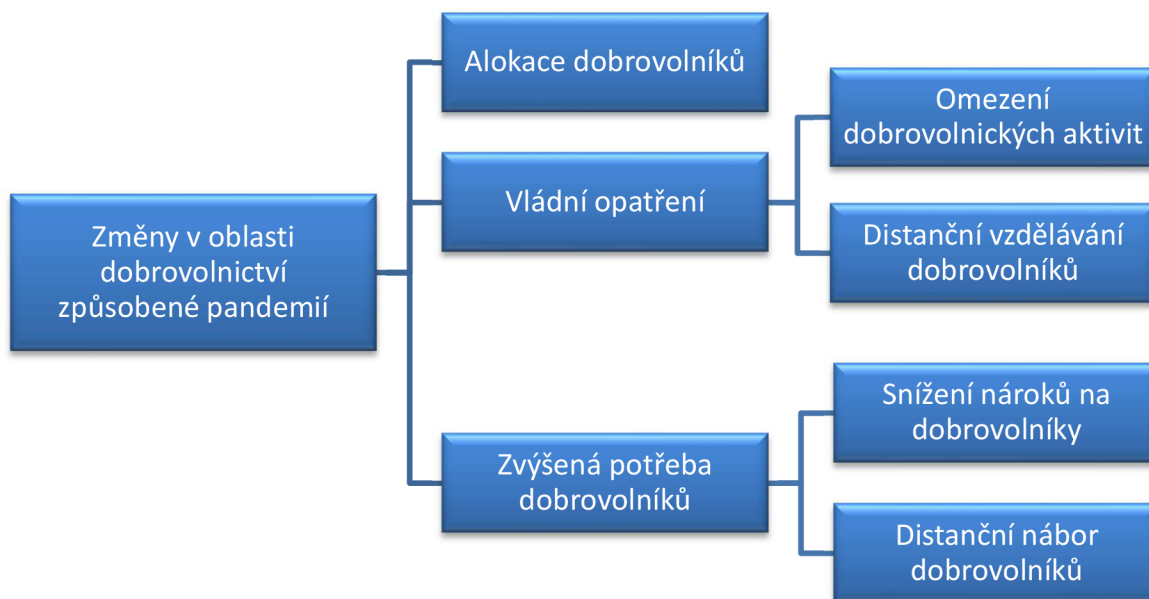 Změny v oblasti
dobrovolnictví
způsobené pandemií
Alokace dobrovolníků
Vládní opatření
Omezení
dobrovolnických aktivit
Distanční vzdělávání
dobrovolníků
Zvýšená potřeba
dobrovolníků
Snížení nároků na
dobrovolníky
Distanční nábor
dobrovolníků